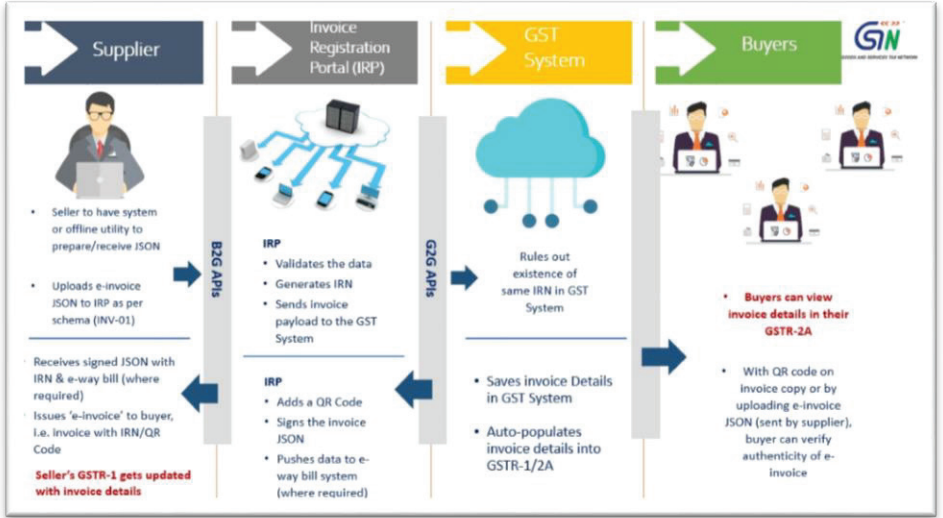 Supplier
• Seller to have system
or offline utility to
prepare/receive JSON
• Uploads e-invoice
JSON to IRP as per
schema (INV-01)
Receives signed JSON with
IRN & e-way bill (where
required)
Issues 'e-invoice' to buyer,
i.e. invoice with IRN/QR
Code
Seller's GSTR-1 gets updated
with invoice details
B2G APIs
Invoice
Registration
Portal (IRP)
IRP
• Validates the data
• Generates IRN
• Sends invoice
payload to the GST
System
IRP
• Adds a QR Code
• Signs the invoice
JSON
• Pushes data to e-
way bill system
(where required)
G2G APIs
GST
System
Rules out
existence of
same IRN in GST
System
• Saves invoice Details
in GST System
• Auto-populates
invoice details into
GSTR-1/2A
Buyers
GSTN
GOODS AND SERVICES TAX NETWORK
• Buyers can view
invoice details in their
GSTR-2A
• With QR code on
invoice copy or by
uploading e-invoice
JSON (sent by supplier),
buyer can verify
authenticity of e-
invoice